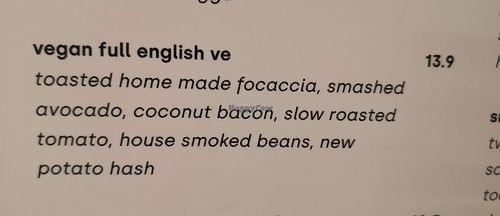 vegan full english ve 13.9
toasted home made focaccia, smashed
avocado, coconut bacon, slow roasted
tomato, house smoked beans, new
potato hash
HappyCow